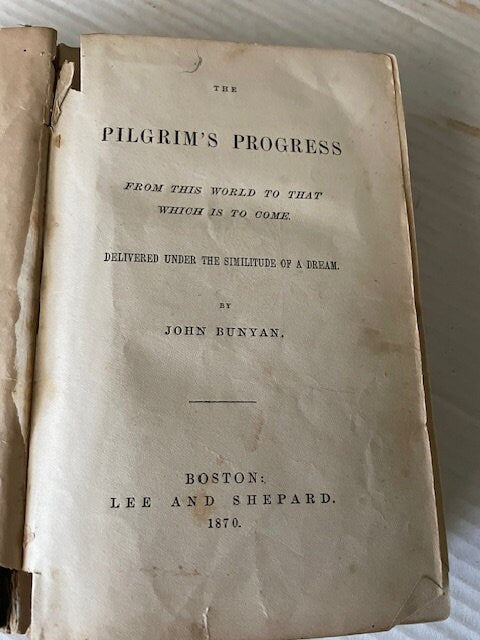 THE
PILGRIM'S PROGRESS
FROM THIS WORLD TO THAT
WHICH IS TO COME.
DELIVERED UNDER THE SIMILITUDE OF A DREAM.
BY
JOHN BUNYAN.
BOSTON:
LEE AND SHEPARD.
1870.